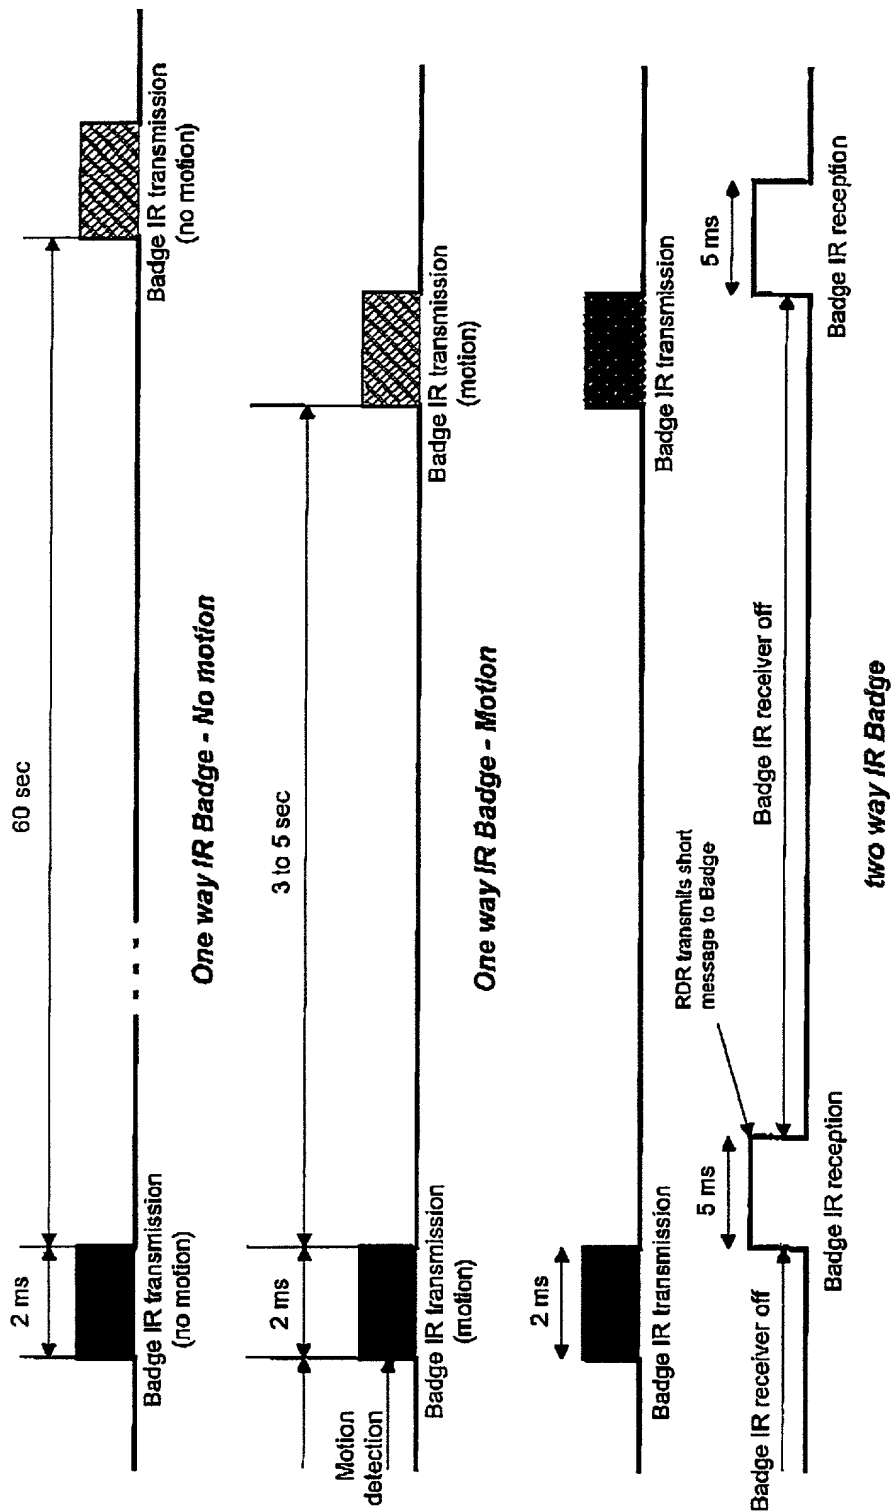 60 sec
2 ms
Badge IR transmission
(no motion)
Badge IR transmission
(no motion)
One way IR Badge - No motion
3 to 5 sec
2 ms
Motion
detection
Badge IR transmission
(motion)
Badge IR transmission
(motion)
One way IR Badge - Motion
2 ms
Badge IR transmission
Badge IR transmission
RDR transmits short
message to Badge
5 ms
5 ms
Badge IR receiver off
Badge IR receiver off
Badge IR reception
Badge IR reception
two way IR Badge